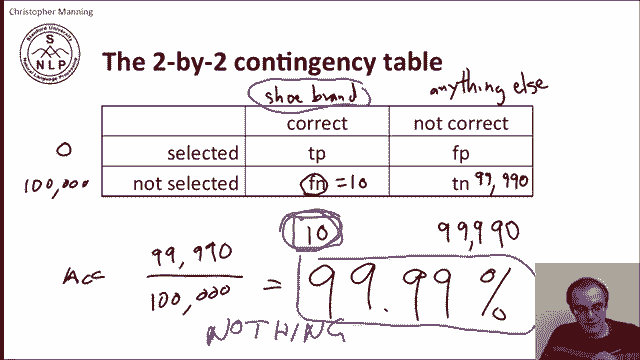 Christopher Manning
Stanford University
S
NLP
Natural Language Processing
The 2-by-2 contingency table
shoe brand
anything else
correct not correct
0 selected tp fp
100,000 not selected fn =10 tn 99,990
10 99,990
Acc 99,990 / 100,000 = 99.99 %
NOTHING